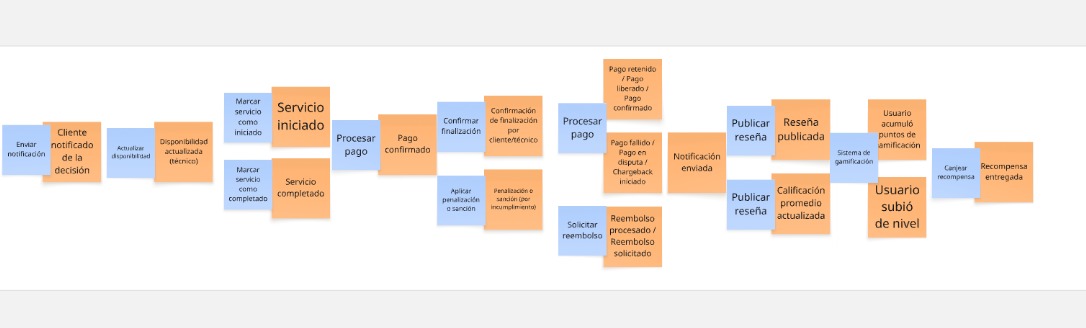 Enviar
notificación
Cliente
notificado
de la
decisión
Actualizar
disponibilidad
Disponibilidad
actualizada
(técnico)
Marcar
servicio
como
iniciado
Servicio
iniciado
Marcar
servicio
como
completado
Servicio
completado
Procesar
pago
Pago
confirmado
Confirmar
finalización
Confirmación
de finalización
por
cliente/técnico
Aplicar
penalización
o sanción
Penalización o
sanción (por
incumplimiento)
Procesar
pago
Pago retenido
/ Pago
liberado /
Pago
confirmado
Pago fallido /
Pago en
disputa /
Chargeback
iniciado
Solicitar
reembolso
Reembolso
procesado /
Reembolso
solicitado
Notificación
enviada
Publicar
reseña
Reseña
publicada
Publicar
reseña
Calificación
promedio
actualizada
Sistema de
gamificación
Usuario
acumuló
puntos de
gamificación
Usuario
subió
de nivel
Canjear
recompensa
Recompensa
entregada